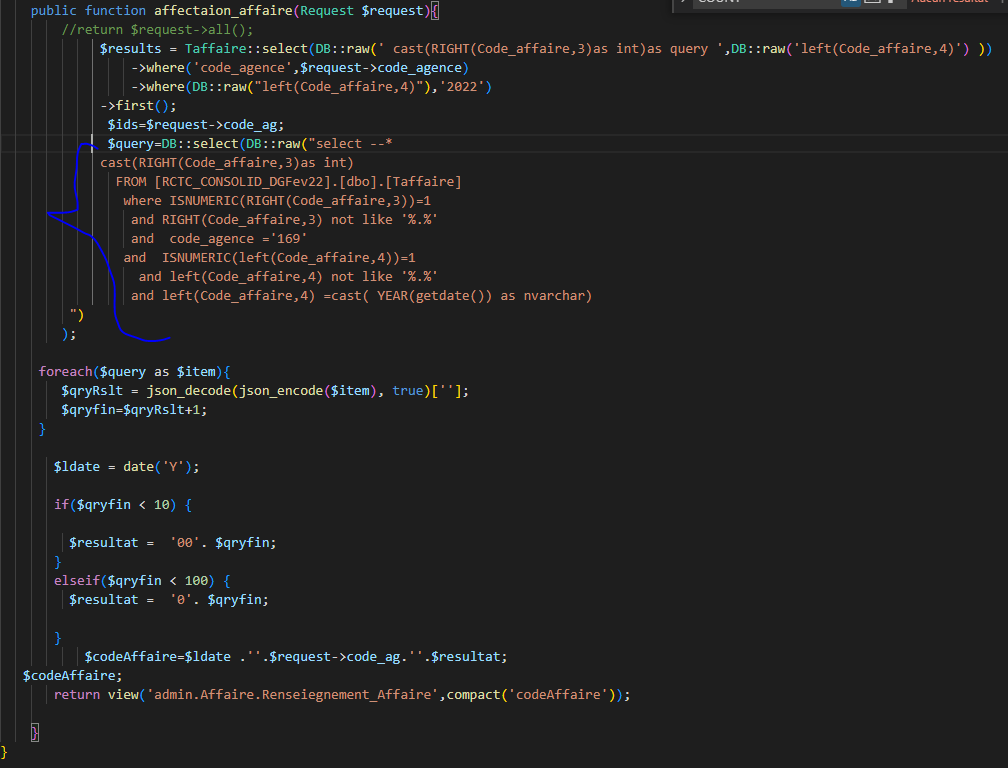 public function affectaion_affaire(Request $request){
//return $request->all();
$results = Taffaire::select(DB::raw(' cast(RIGHT(Code_affaire,3)as int)as query ',DB::raw('left(Code_affaire,4)') ))
->where('code_agence',$request->code_agence)
->where(DB::raw("left(Code_affaire,4)"),'2022')
->first();
$ids=$request->code_ag;
$query=DB::select(DB::raw("select --*
cast(RIGHT(Code_affaire,3)as int)
FROM [RCTC_CONSOLID_DGFev22].[dbo].[Taffaire]
where ISNUMERIC(RIGHT(Code_affaire,3))=1
and RIGHT(Code_affaire,3) not like '%.%'
and  code_agence ='169'
and  ISNUMERIC(left(Code_affaire,4))=1
and left(Code_affaire,4) not like '%.%'
and left(Code_affaire,4) =cast( YEAR(getdate()) as nvarchar)
")
);
foreach($query as $item){
$qryRslt = json_decode(json_encode($item), true)[''];
$qryfin=$qryRslt+1;
}
$ldate = date('Y');
if($qryfin < 10) {
$resultat =  '00'. $qryfin;
}
elseif($qryfin < 100) {
$resultat =  '0'. $qryfin;
}
$codeAffaire=$ldate .''.$request->code_ag.''.$resultat;
$codeAffaire;
return view('admin.Affaire.Renseiegnement_Affaire',compact('codeAffaire'));
}
}